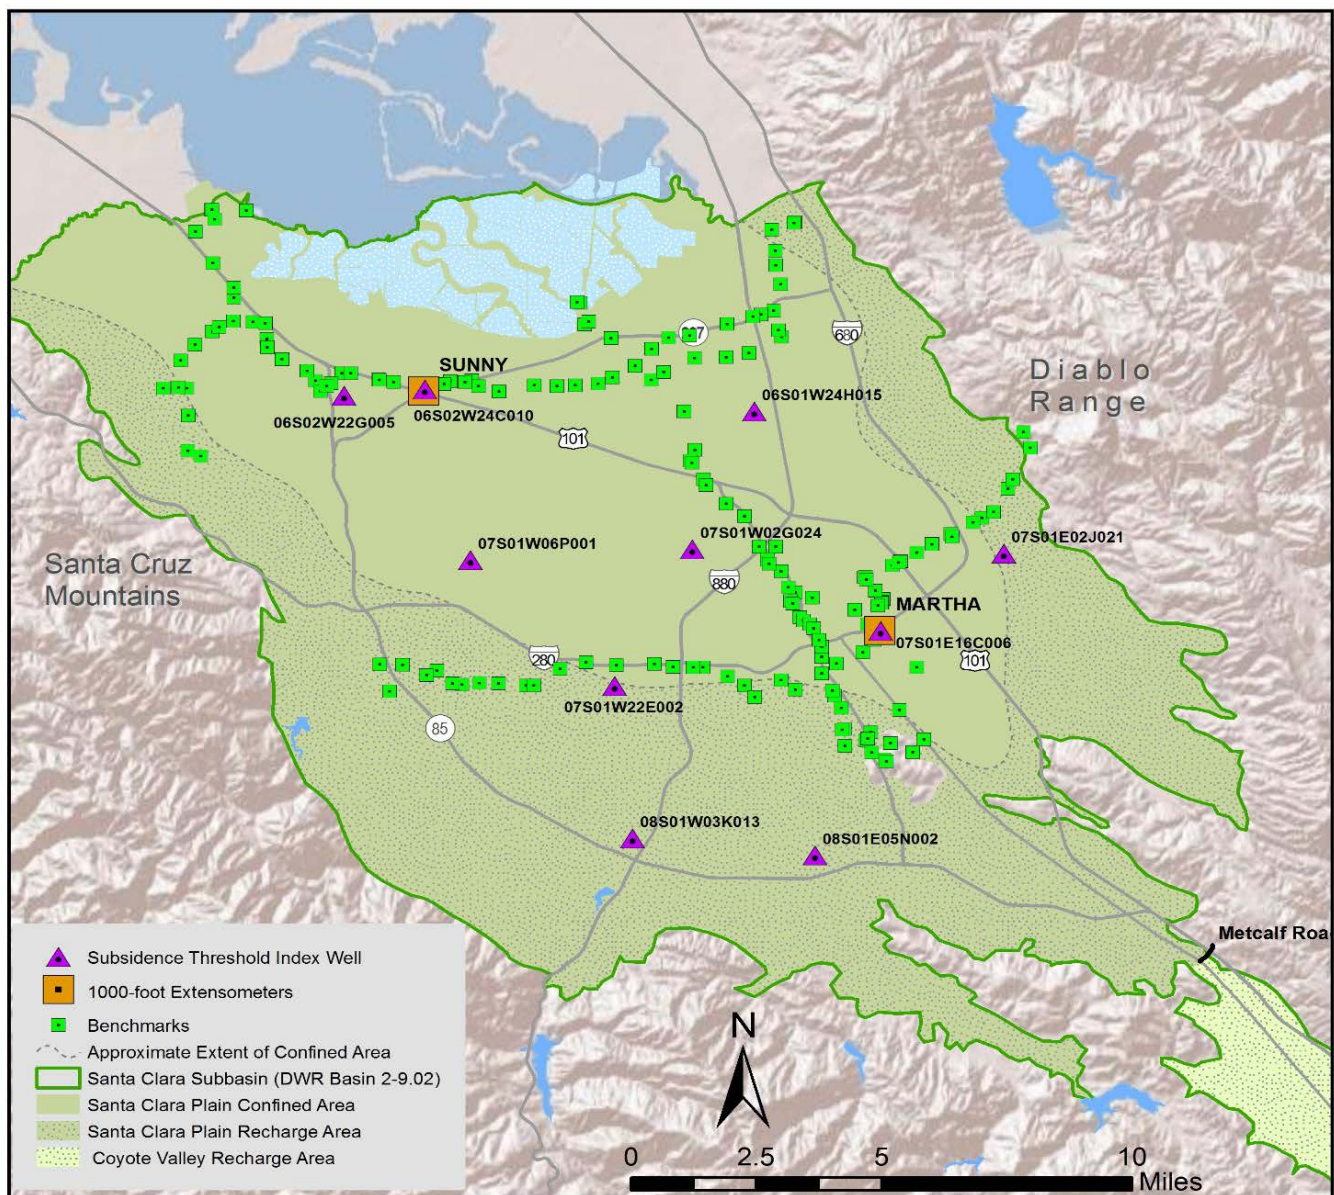 680
SUNNY
Diablo
Range
06S01W24H015
06S02W22G005
06S02W24C010
101
07S01W02G024
07S01E02J021
07S01W06P001
Santa Cruz
Mountains
880
MARTHA
07S01E16C006
280
101
07S01W22E002
85
08S01W03K013
08S01E05N002
Metcalf Roa
Subsidence Threshold Index Well
1000-foot Extensometers
Benchmarks
Approximate Extent of Confined Area
Santa Clara Subbasin (DWR Basin 2-9.02)
Santa Clara Plain Confined Area
Santa Clara Plain Recharge Area
Coyote Valley Recharge Area
N
0 2.5 5 10
Miles